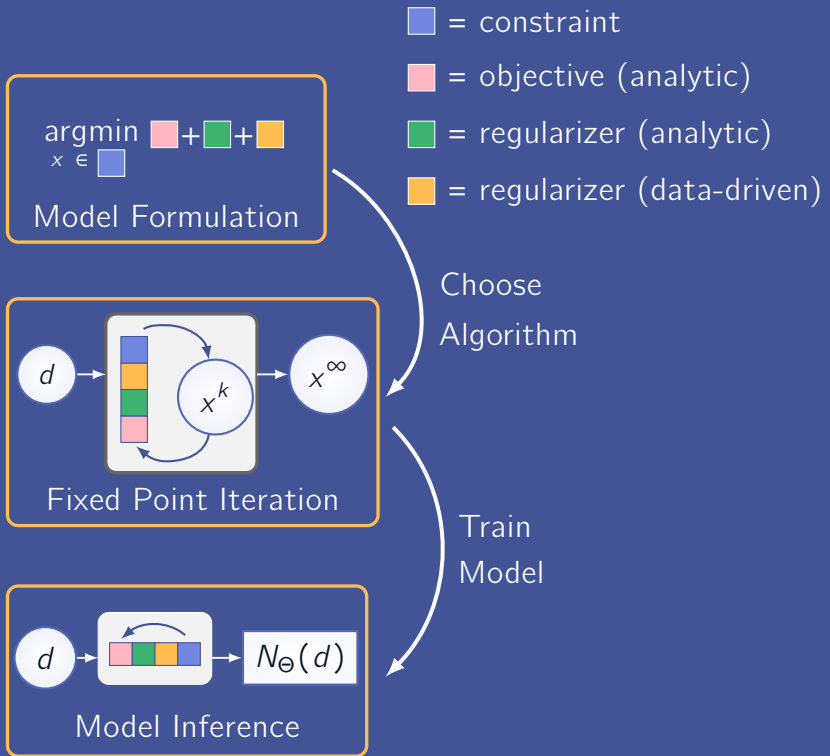 = constraint
= objective (analytic)
= regularizer (analytic)
= regularizer (data-driven)
argmin + +
x ∈
Model Formulation
Choose
Algorithm
d
x^k
x^∞
Fixed Point Iteration
Train
Model
d
N_Θ(d)
Model Inference